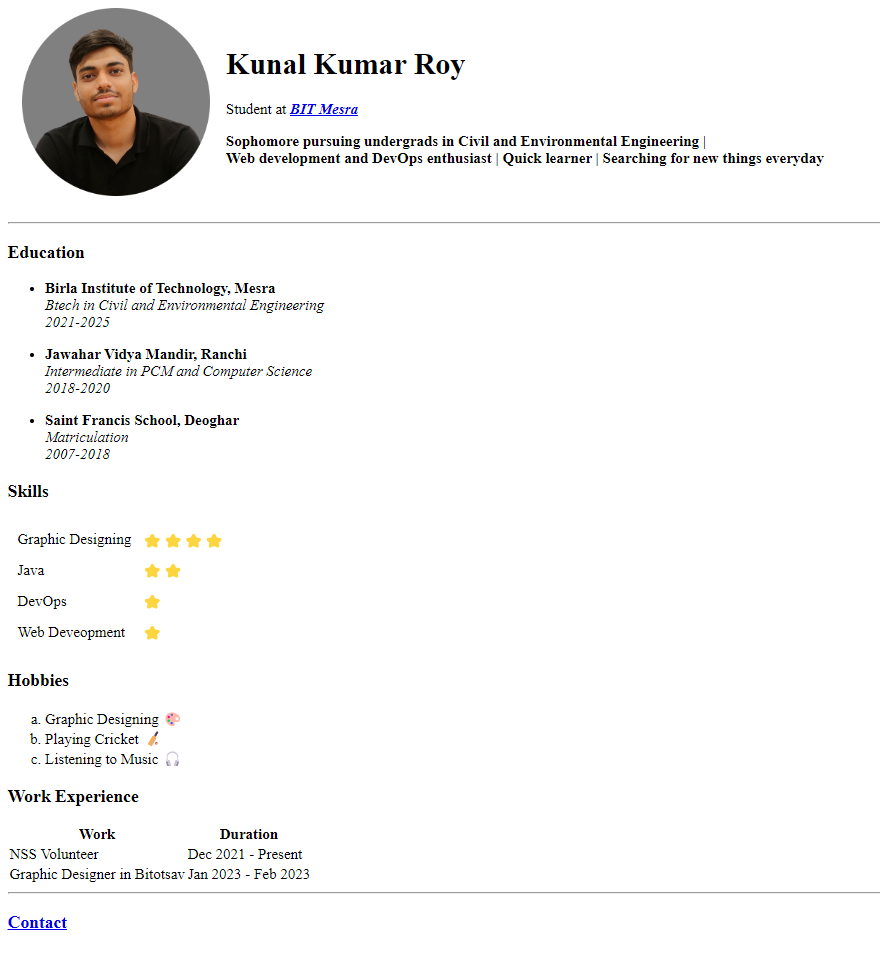 Kunal Kumar Roy
Student at BIT Mesra
Sophomore pursuing undergrads in Civil and Environmental Engineering |
Web development and DevOps enthusiast | Quick learner | Searching for new things everyday
Education
• Birla Institute of Technology, Mesra
Btech in Civil and Environmental Engineering
2021-2025
• Jawahar Vidya Mandir, Ranchi
Intermediate in PCM and Computer Science
2018-2020
• Saint Francis School, Deoghar
Matriculation
2007-2018
Skills
Graphic Designing
Java
DevOps
Web Deveopment
Hobbies
a. Graphic Designing
b. Playing Cricket
c. Listening to Music
Work Experience
Work Duration
NSS Volunteer Dec 2021 - Present
Graphic Designer in Bitotsav Jan 2023 - Feb 2023
Contact